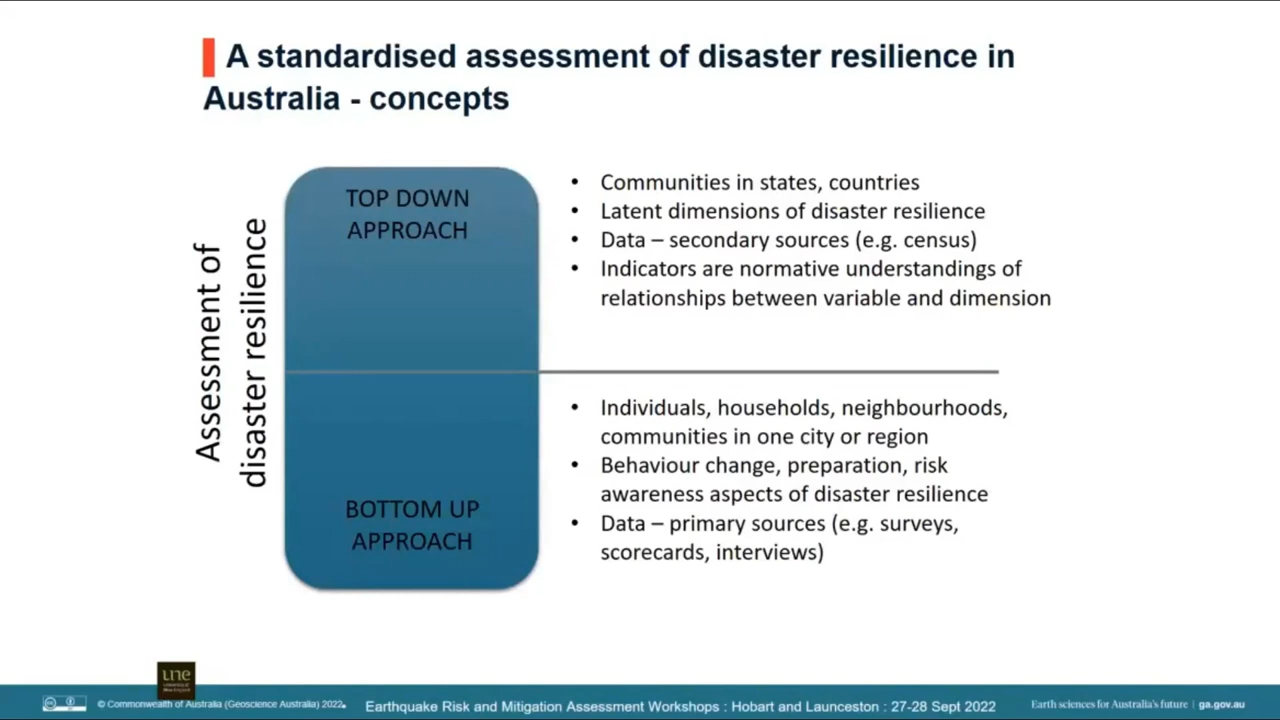 A standardised assessment of disaster resilience in
Australia - concepts
Assessment of
disaster resilience
TOP DOWN
APPROACH
• Communities in states, countries
• Latent dimensions of disaster resilience
• Data – secondary sources (e.g. census)
• Indicators are normative understandings of
relationships between variable and dimension
BOTTOM UP
APPROACH
• Individuals, households, neighbourhoods,
communities in one city or region
• Behaviour change, preparation, risk
awareness aspects of disaster resilience
• Data – primary sources (e.g. surveys,
scorecards, interviews)
une
© Commonwealth of Australia (Geoscience Australia) 2022.
Earthquake Risk and Mitigation Assessment Workshops : Hobart and Launceston : 27-28 Sept 2022
Earth sciences for Australia's future | ga.gov.au